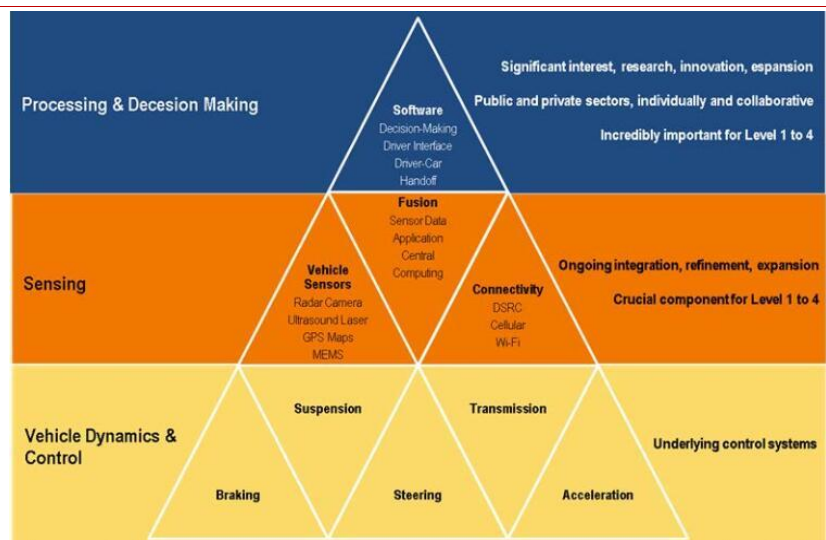 Processing & Decesion Making
Software
Decision-Making
Driver Interface
Driver-Car
Handoff
Significant interest, research, innovation, expansion
Public and private sectors, individually and collaborative
Incredibly important for Level 1 to 4
Sensing
Fusion
Sensor Data
Application
Central
Computing
Vehicle
Sensors
Radar Camera
Ultrasound Laser
GPS Maps
MEMS
Connectivity
DSRC
Cellular
Wi-Fi
Ongoing integration, refinement, expansion
Crucial component for Level 1 to 4
Vehicle Dynamics &
Control
Suspension
Transmission
Braking
Steering
Acceleration
Underlying control systems